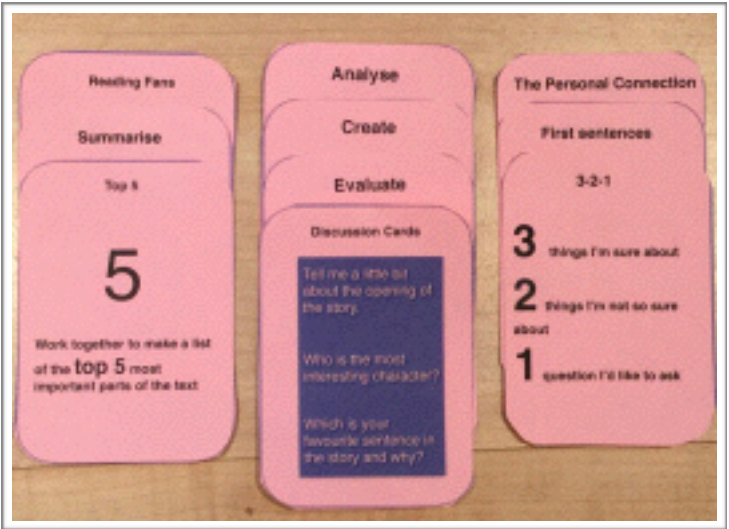 Reading Fans
Summarise
Top 5
5
Work together to make a list
of the top 5 most
important parts of the text
Analyse
Create
Evaluate
Discussion Cards
Tell me a little bit
about the opening of
the story.
Who is the most
interesting character?
Which is your
favourite sentence in
the story and why?
The Personal Connection
First sentences
3-2-1
3 things I'm sure about
2 things I'm not so sure
about
1 question I'd like to ask